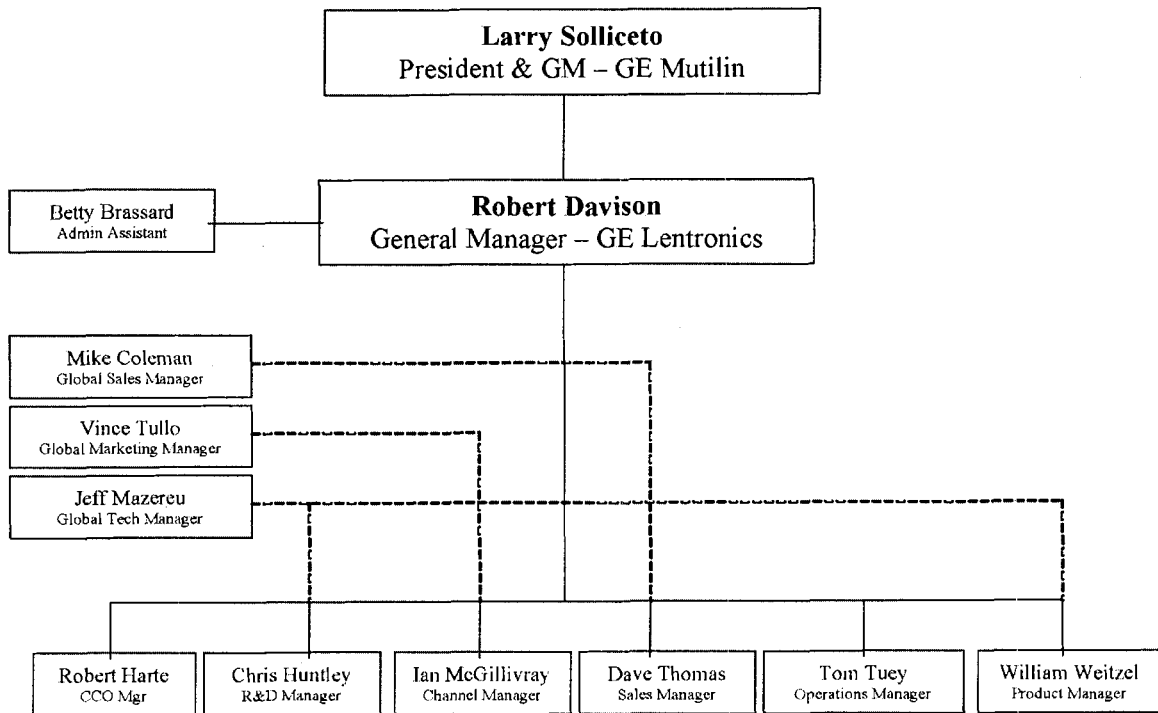 Larry Solliceto
President & GM – GE Mutilin
Betty Brassard
Admin Assistant
Robert Davison
General Manager – GE Lentronics
Mike Coleman
Global Sales Manager
Vince Tullo
Global Marketing Manager
Jeff Mazereu
Global Tech Manager
Robert Harte
CCO Mgr
Chris Huntley
R&D Manager
Ian McGillivray
Channel Manager
Dave Thomas
Sales Manager
Tom Tuey
Operations Manager
William Weitzel
Product Manager